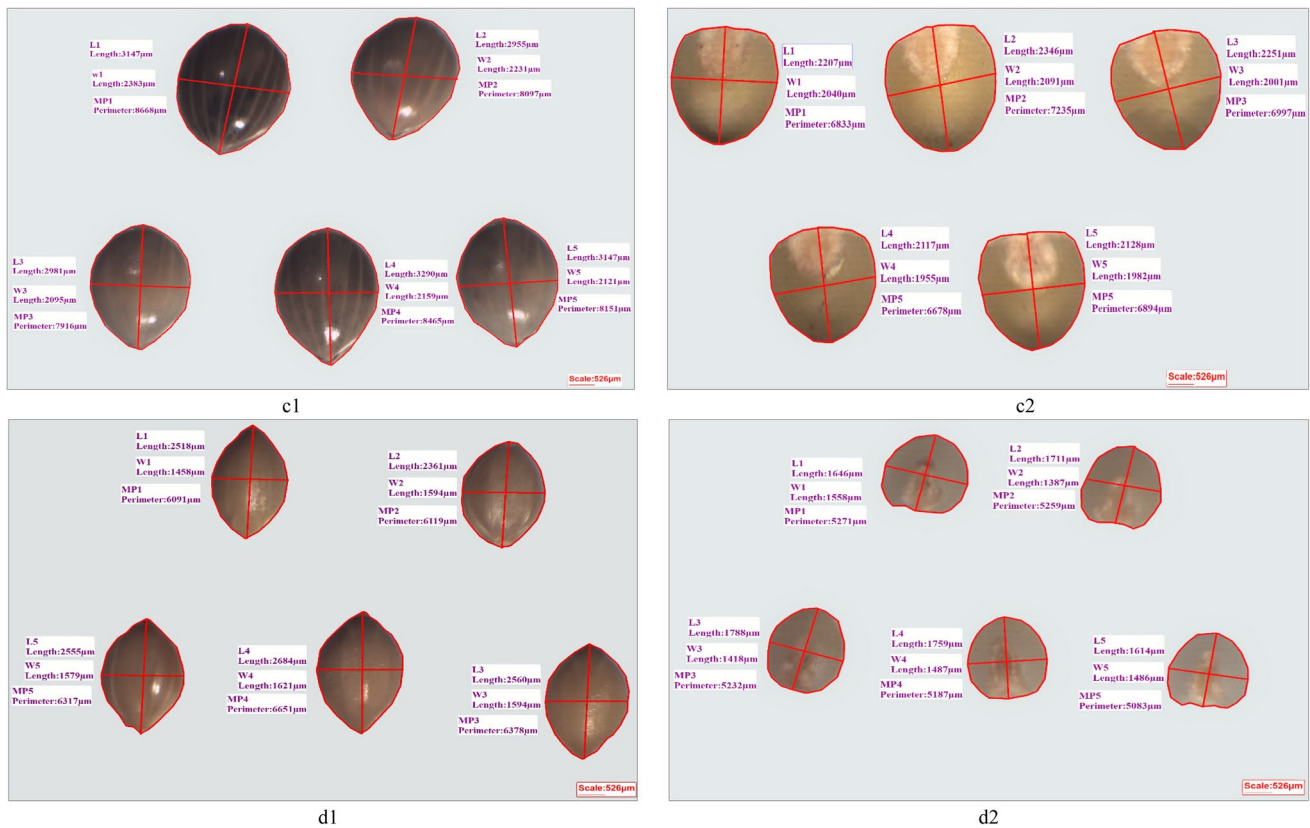 L1
Length:3147µm
w1
Length:2383µm
MP1
Perimeter:8668µm
L2
Length:2955µm
W2
Length:2231µm
MP2
Perimeter:8097µm
L3
Length:2981µm
W3
Length:2095µm
MP3
Perimeter:7916µm
L4
Length:3290µm
W4
Length:2159µm
MP4
Perimeter:8465µm
L5
Length:3147µm
W5
Length:2121µm
MP5
Perimeter:8151µm
Scale:526µm
c1
L1
Length:2207µm
W1
Length:2040µm
MP1
Perimeter:6833µm
L2
Length:2346µm
W2
Length:2091µm
MP2
Perimeter:7235µm
L3
Length:2251µm
W3
Length:2001µm
MP3
Perimeter:6997µm
L4
Length:2117µm
W4
Length:1955µm
MP5
Perimeter:6678µm
L5
Length:2128µm
W5
Length:1982µm
MP5
Perimeter:6894µm
Scale:526µm
c2
L1
Length:2518µm
W1
Length:1458µm
MP1
Perimeter:6091µm
L2
Length:2361µm
W2
Length:1594µm
MP2
Perimeter:6119µm
L5
Length:2555µm
W5
Length:1579µm
MP5
Perimeter:6317µm
L4
Length:2684µm
W4
Length:1621µm
MP4
Perimeter:6651µm
L3
Length:2560µm
W3
Length:1594µm
MP3
Perimeter:6378µm
Scale:526µm
d1
L1
Length:1646µm
W1
Length:1558µm
MP1
Perimeter:5271µm
L2
Length:1711µm
W2
Length:1387µm
MP2
Perimeter:5259µm
L3
Length:1788µm
W3
Length:1418µm
MP3
Perimeter:5232µm
L4
Length:1759µm
W4
Length:1487µm
MP4
Perimeter:5187µm
L5
Length:1614µm
W5
Length:1486µm
MP5
Perimeter:5083µm
Scale:526µm
d2